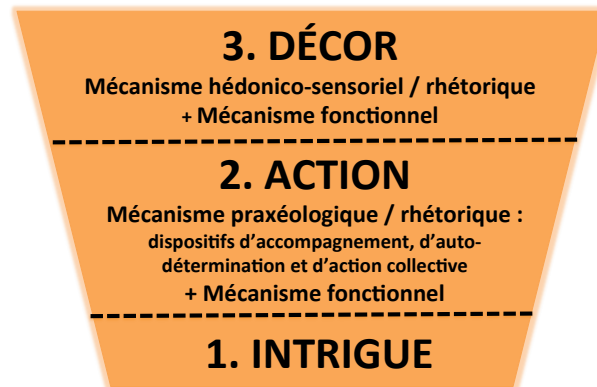 3. DÉCOR
Mécanisme hédonico-sensoriel / rhétorique
+ Mécanisme fonctionnel
2. ACTION
Mécanisme praxéologique / rhétorique :
dispositifs d’accompagnement, d’auto-
détermination et d’action collective
+ Mécanisme fonctionnel
1. INTRIGUE